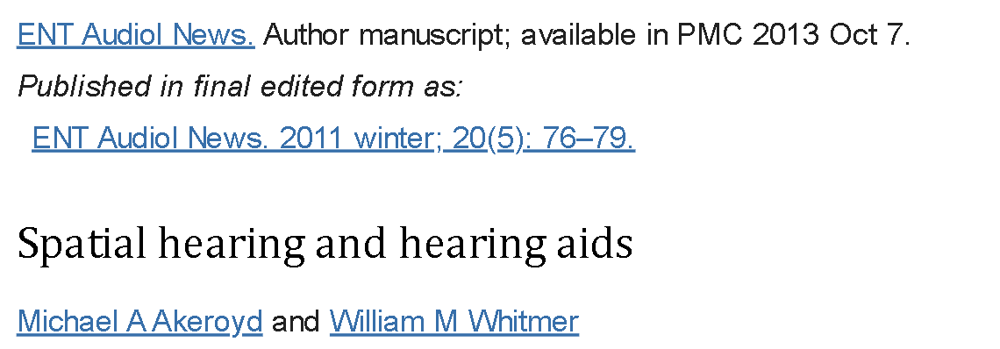 ENT Audiol News. Author manuscript; available in PMC 2013 Oct 7.
Published in final edited form as:
ENT Audiol News. 2011 winter; 20(5): 76–79.
Spatial hearing and hearing aids
Michael A Akeroyd and William M Whitmer